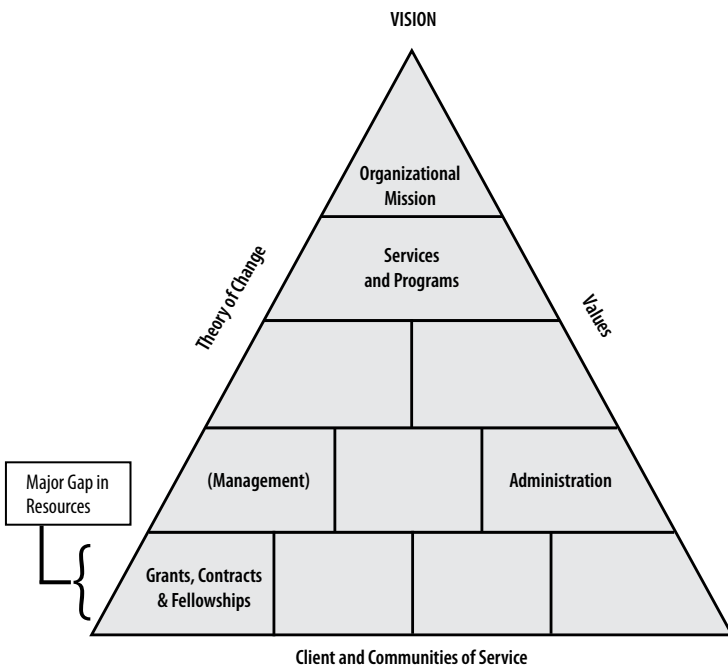 VISION
Organizational
Mission
Services
and Programs
Theory of Change
Values
Major Gap in
Resources
(Management)
Administration
Grants, Contracts
& Fellowships
Client and Communities of Service